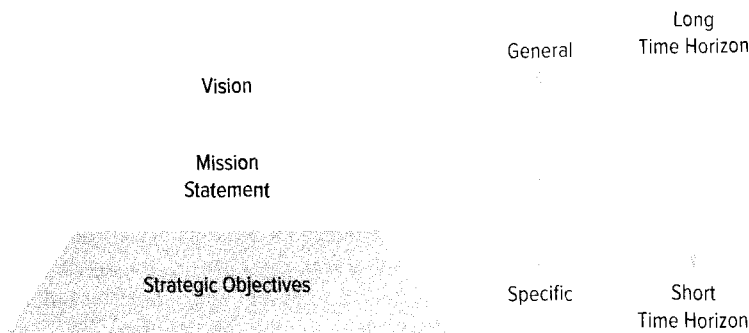 Long
Time Horizon
General
Vision
Mission
Statement
Strategic Objectives
Specific
Short
Time Horizon